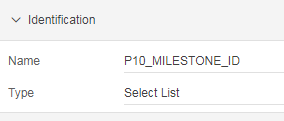 Identification
Name P10_MILESTONE_ID
Type Select List